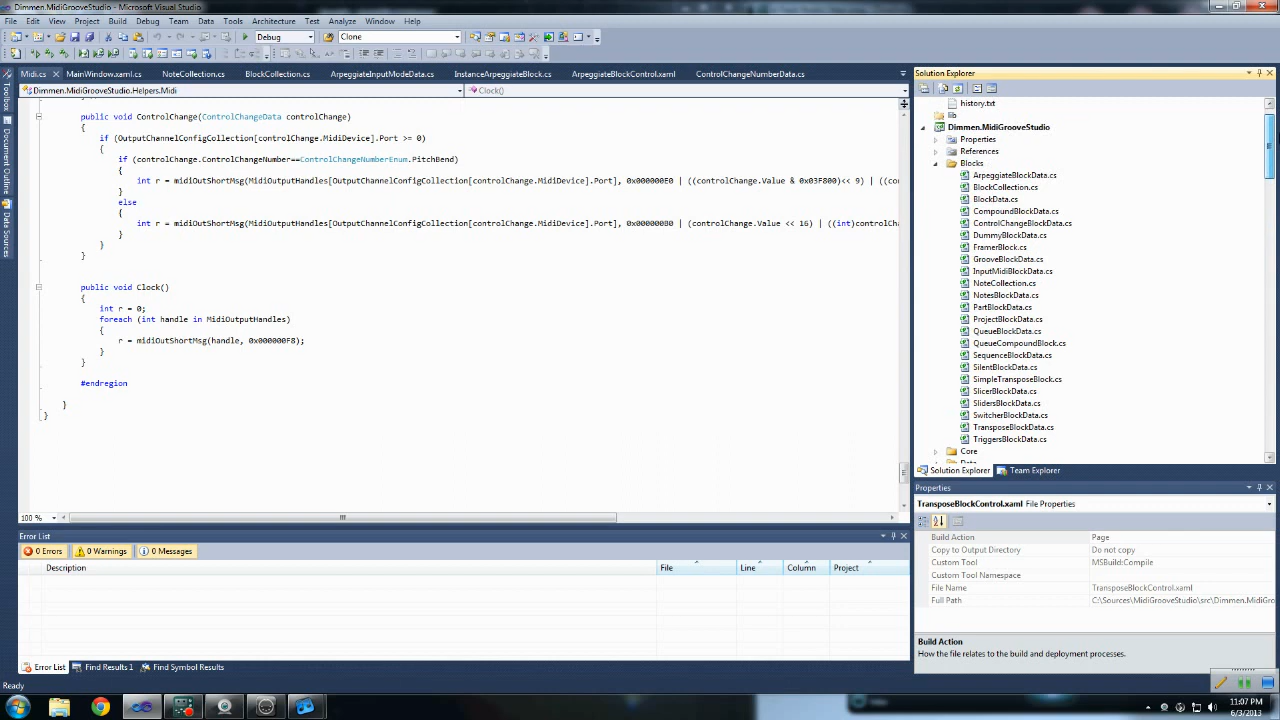 Dimmen.MidiGrooveStudio - Microsoft Visual Studio
File Edit View Project Build Debug Team Data Tools Architecture Test Analyze Window Help
Debug Clone
Midi.cs MainWindow.xaml.cs NoteCollection.cs BlockCollection.cs ArpeggiateInputModeData.cs InstanceArpeggiateBlock.cs ArpeggiateBlockControl.xaml ControlChangeNumberData.cs
Dimmen.MidiGrooveStudio.Helpers.Midi Clock()
public void ControlChange(ControlChangeData controlChange)
{
if (OutputChannelConfigCollection[controlChange.MidiDevice].Port >= 0)
{
if (controlChange.ControlChangeNumber==ControlChangeNumberEnum.PitchBend)
{
int r = midiOutShortMsg(MidiOutputHandles[OutputChannelConfigCollection[controlChange.MidiDevice].Port], 0x000000E0 | ((controlChange.Value & 0x03F800)<< 9) | ((co
}
else
{
int r = midiOutShortMsg(MidiOutputHandles[OutputChannelConfigCollection[controlChange.MidiDevice].Port], 0x000000B0 | (controlChange.Value << 16) | ((int)controlCh
}
}
}
public void Clock()
{
int r = 0;
foreach (int handle in MidiOutputHandles)
{
r = midiOutShortMsg(handle, 0x000000F8);
}
}
#endregion
}
}
100 %
Toolbox
Document Outline
Data Sources
Solution Explorer
history.txt
lib
Dimmen.MidiGrooveStudio
Properties
References
Blocks
ArpeggiateBlockData.cs
BlockCollection.cs
BlockData.cs
CompoundBlockData.cs
ControlChangeBlockData.cs
DummyBlockData.cs
FramerBlock.cs
GrooveBlockData.cs
InputMidiBlockData.cs
NoteCollection.cs
NotesBlockData.cs
PartBlockData.cs
ProjectBlockData.cs
QueueBlockData.cs
QueueCompoundBlock.cs
SequenceBlockData.cs
SilentBlockData.cs
SimpleTransposeBlock.cs
SlicerBlockData.cs
SlidersBlockData.cs
SwitcherBlockData.cs
TransposeBlockData.cs
TriggersBlockData.cs
Core
Data
Solution Explorer Team Explorer
Properties
TransposeBlockControl.xaml File Properties
Build Action Page
Copy to Output Directory Do not copy
Custom Tool MSBuild:Compile
Custom Tool Namespace
File Name TransposeBlockControl.xaml
Full Path C:\Sources\MidiGrooveStudio\src\Dimmen.MidiGro
Build Action
How the file relates to the build and deployment processes.
Error List
0 Errors 0 Warnings 0 Messages
Description File Line Column Project
Error List Find Results 1 Find Symbol Results
Ready
11:07 PM
6/3/2013